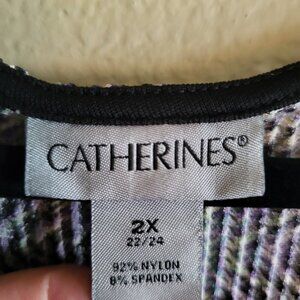 CATHERINES®
2X
22/24
92% NYLON
8% SPANDEX